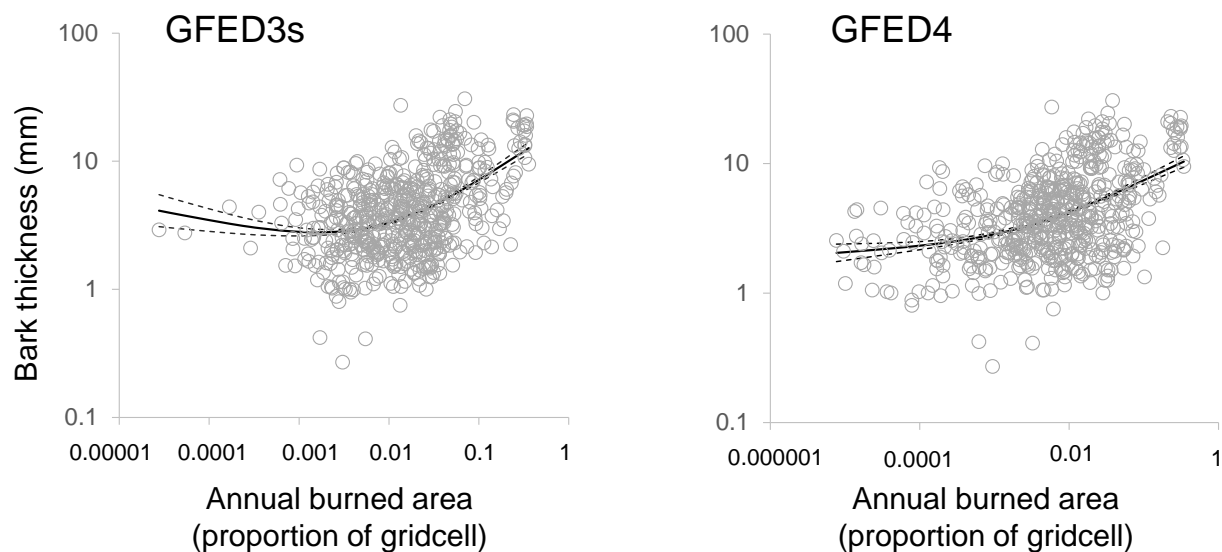 GFED3s
GFED4
100
10
1
0.1
Bark thickness (mm)
0.00001
0.0001
0.001
0.01
0.1
1
Annual burned area
(proportion of gridcell)
100
10
1
0.1
0.000001
0.0001
0.01
1
Annual burned area
(proportion of gridcell)